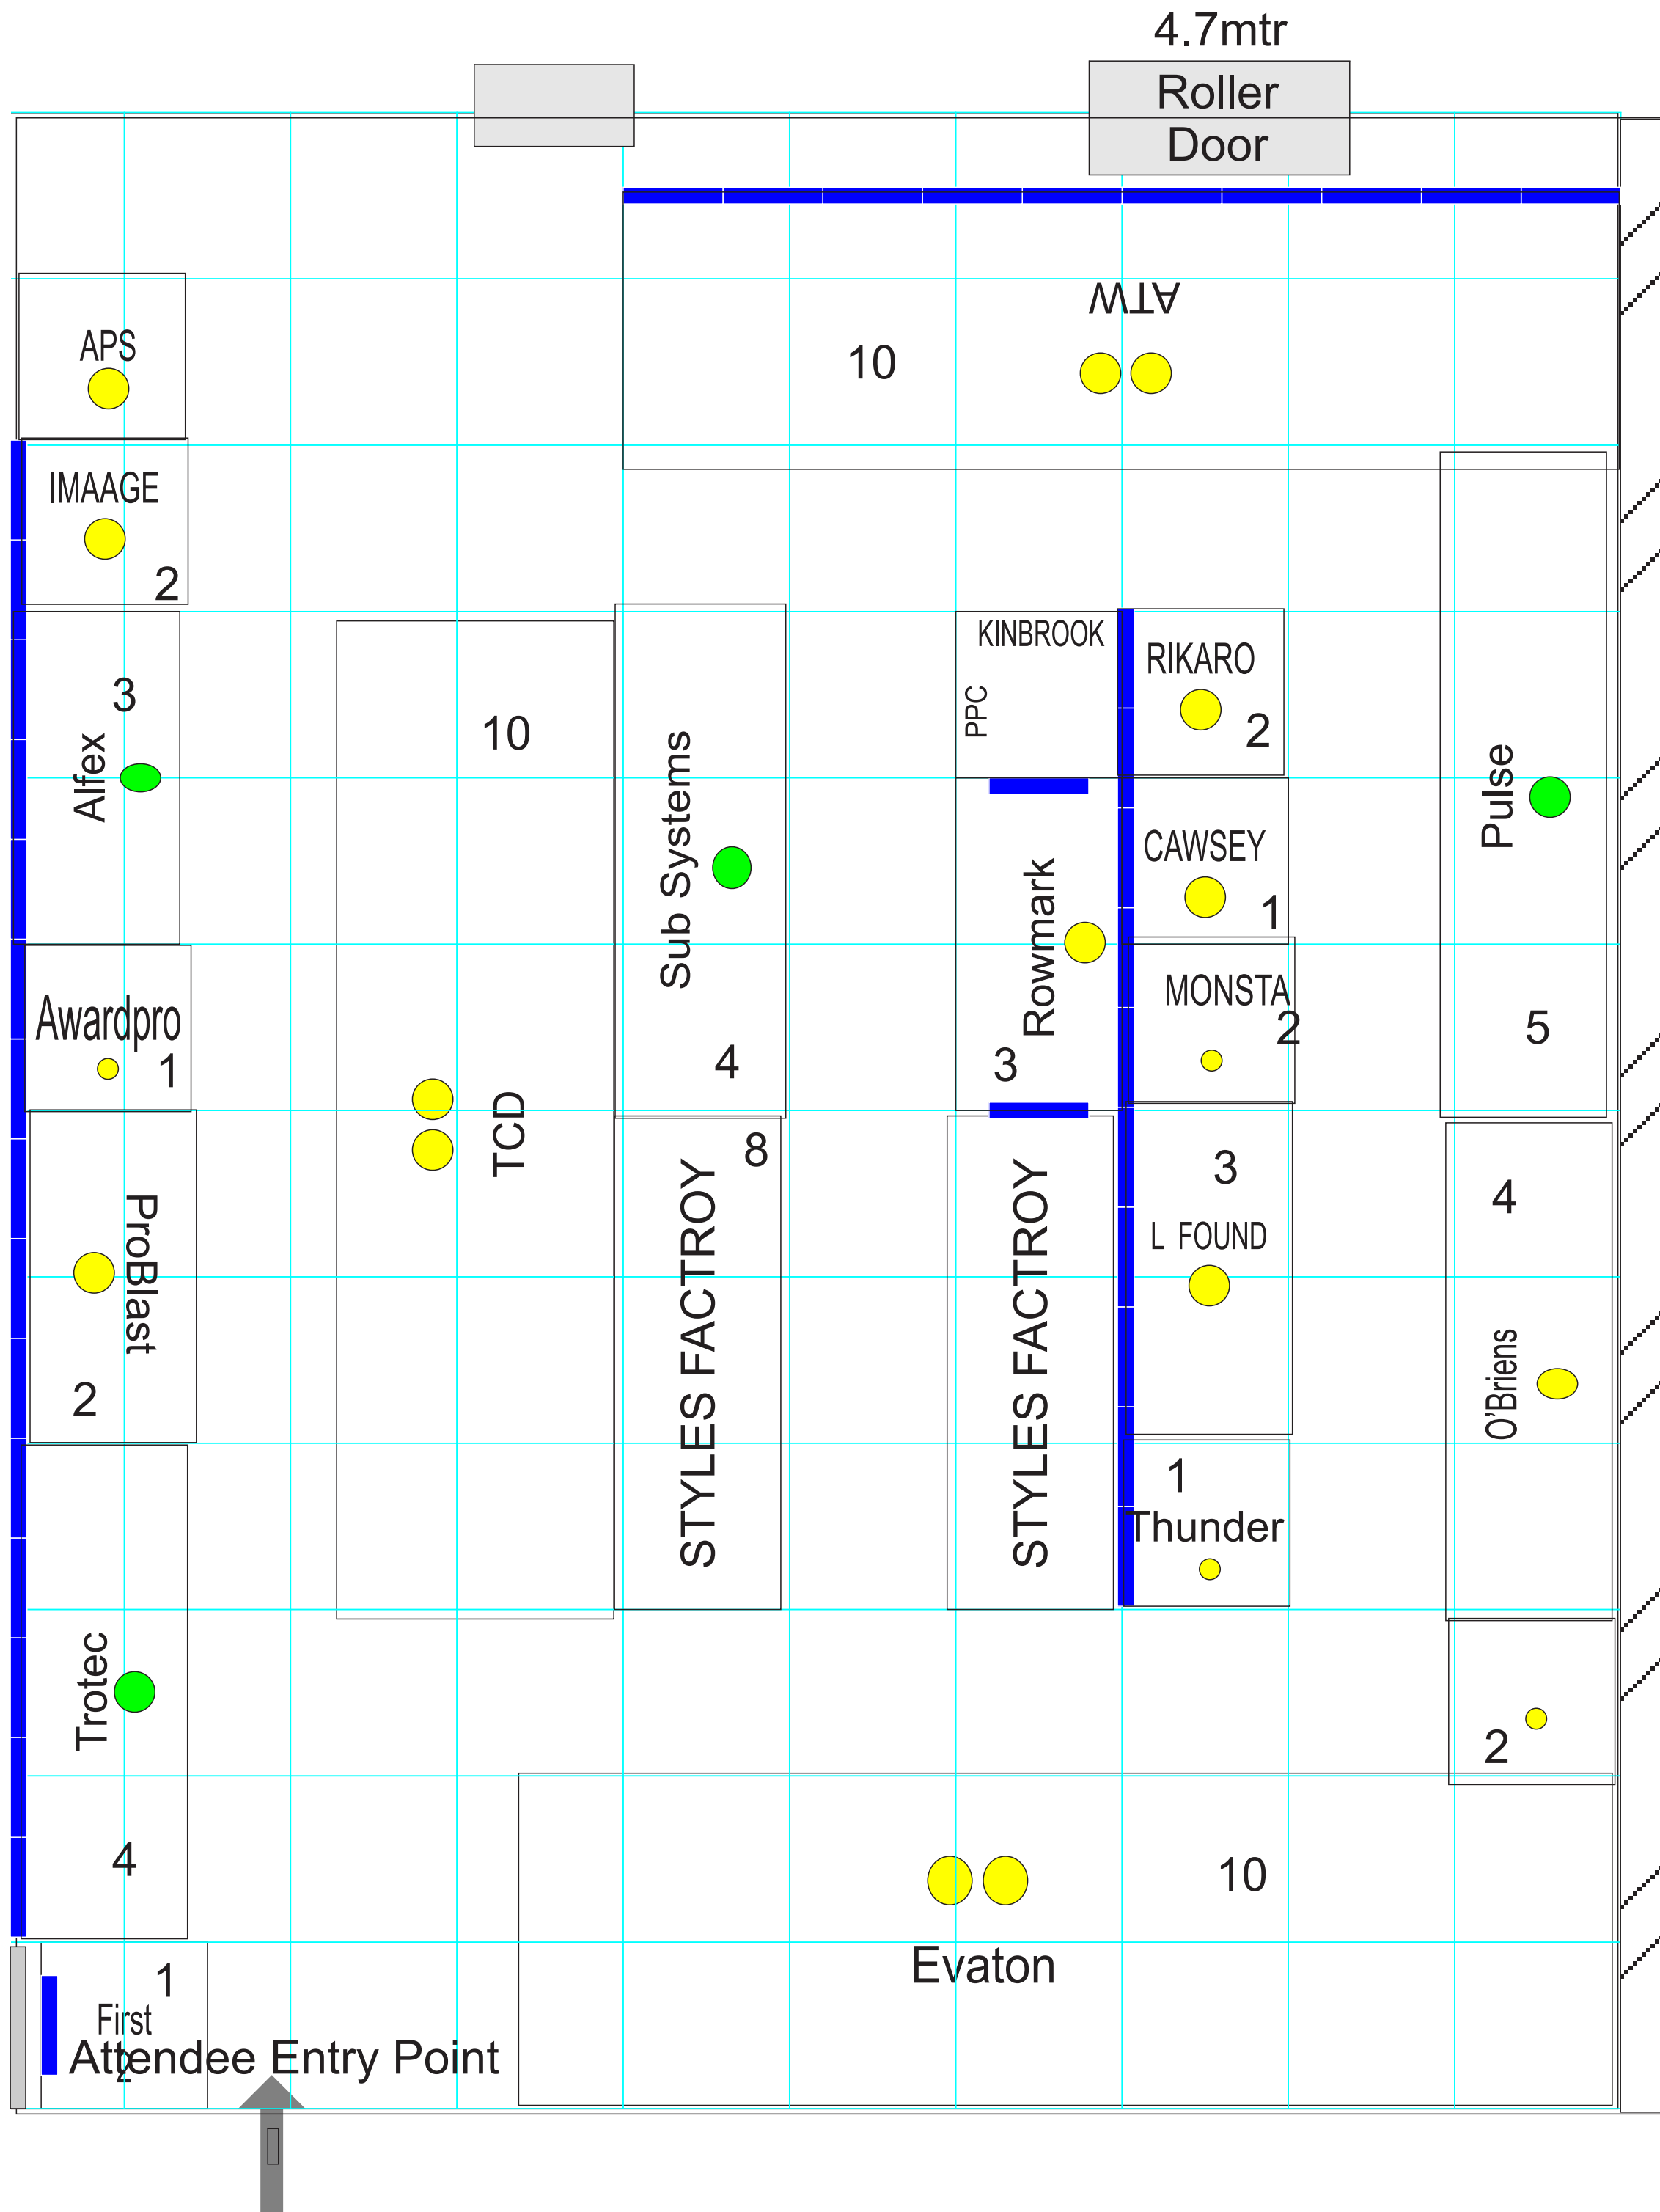 4.7mtr
Roller
Door
ATW
10
APS
IMAAGE
2
3
Alfex
10
TCD
Sub Systems
4
KINBROOK
PPC
RIKARO
2
Pulse
5
CAWSEY
1
Rowmark
3
MONSTA
2
Awardpro
1
ProBlast
2
8
STYLES FACTROY
STYLES FACTROY
3
L FOUND
4
O'Briens
1
Thunder
Trotec
4
2
10
Evaton
1
First
Attendee Entry Point